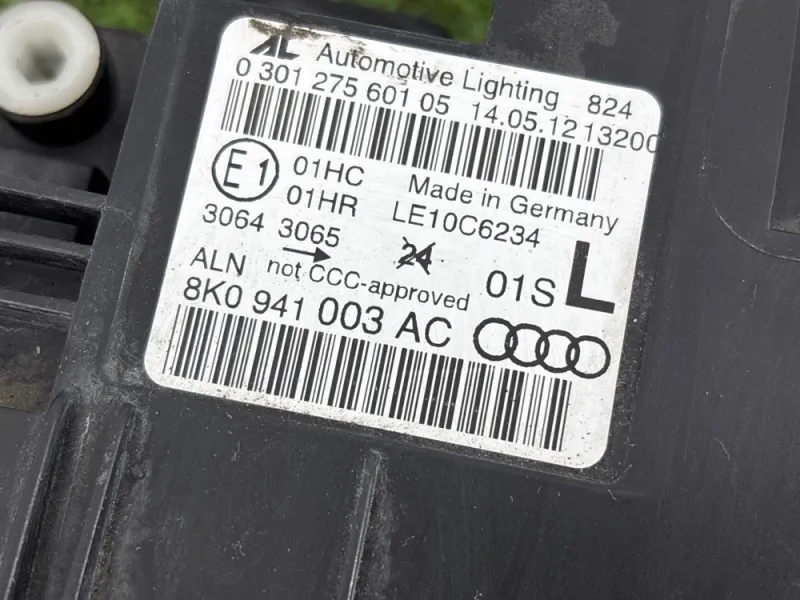 AL Automotive Lighting 824
0 301 275 601 05 14.05.12 1320C
E1 01HC Made in Germany
01HR LE10C6234
3064 3065 24 01S L
ALN not CCC-approved
8K0 941 003 AC